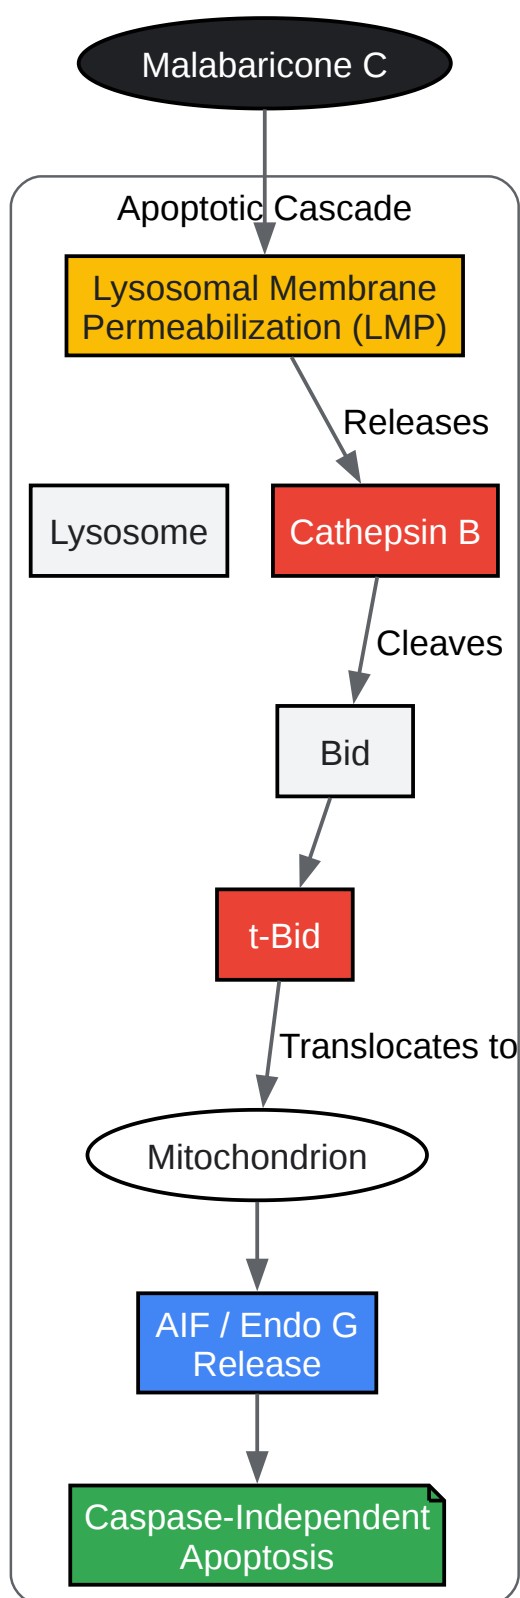 Malabaricone C
Apoptotic Cascade
Lysosomal Membrane
Permeabilization (LMP)
Releases
Lysosome
Cathepsin B
Cleaves
Bid
t-Bid
Translocates to
Mitochondrion
AIF / Endo G
Release
Caspase-Independent
Apoptosis